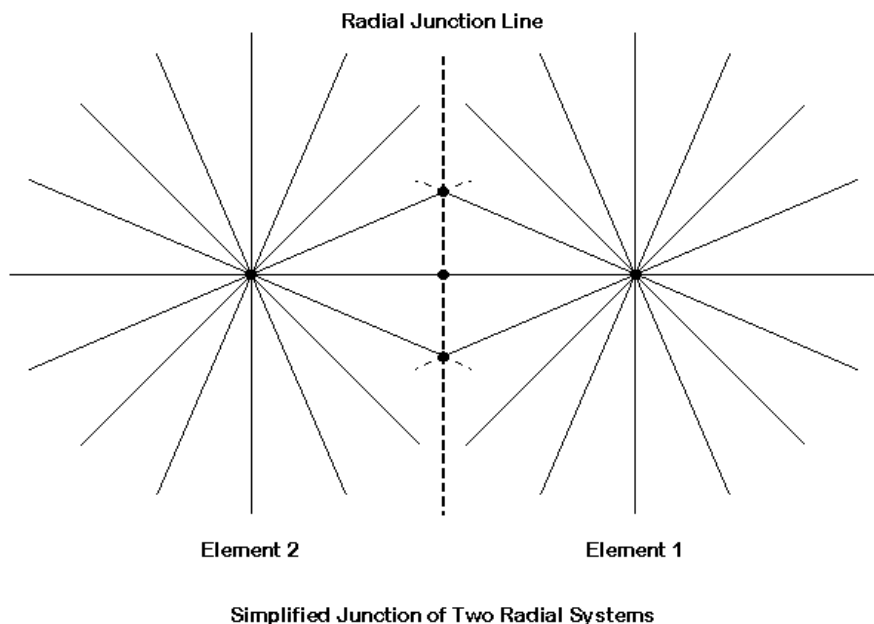 Radial Junction Line
Element 2
Element 1
Simplified Junction of Two Radial Systems